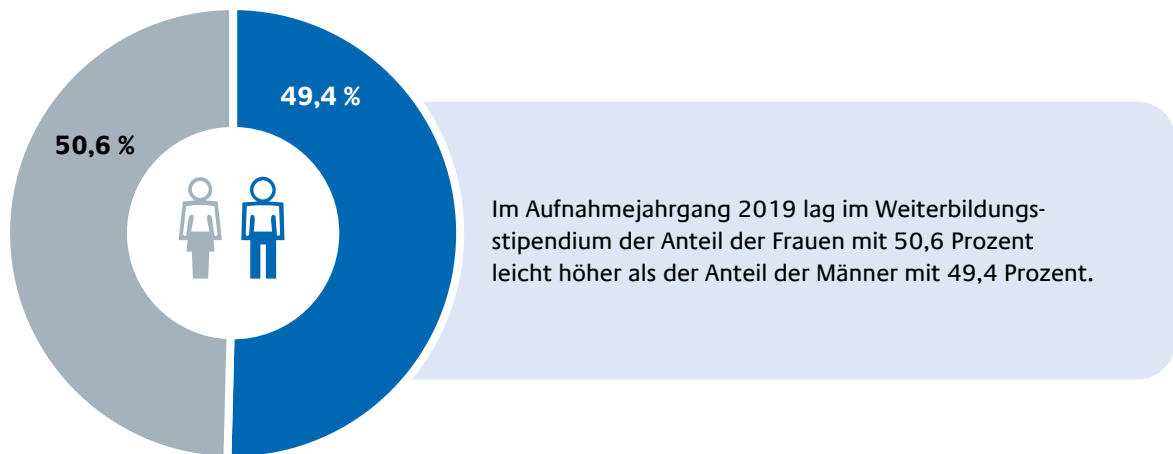 49,4 %
50,6 %
Im Aufnahmejahrgang 2019 lag im Weiterbildungs-
stipendium der Anteil der Frauen mit 50,6 Prozent
leicht höher als der Anteil der Männer mit 49,4 Prozent.